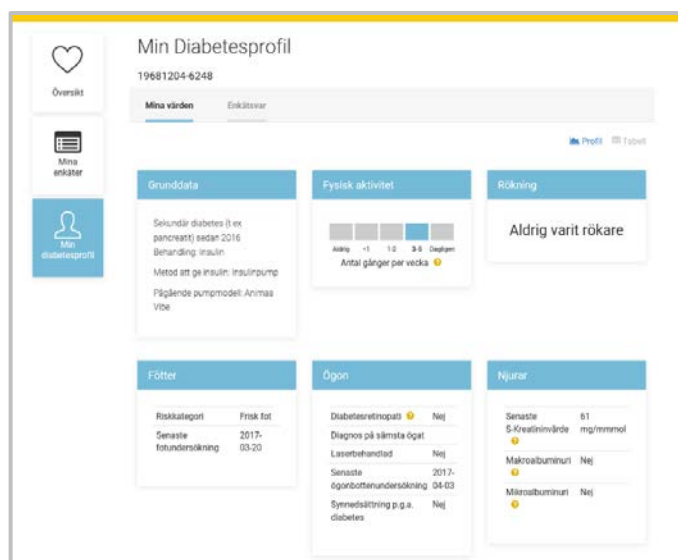 Min Diabetesprofil
19681204-6248
Översikt
Mina
enkäter
Min
diabetesprofil
Mina värden Enkätsvar
Profil Tabell
Grunddata
Sekundär diabetes (t.ex
pancreatit) sedan 2016
Behandling: insulin
Metod att ge insulin: Insulinpump
Pågående pumpmodell: Animas
Vibe
Fysisk aktivitet
Aldrig <1 1-2 3-5 Dagligen
Antal gånger per vecka
Rökning
Aldrig varit rökare
Fötter
Riskkategori Frisk fot
Senaste 2017-
fotundersökning 03-20
Ögon
Diabetesretinopati Nej
Diagnos på sämsta ögat
Laserbehandlad Nej
Senaste 2017-
ögonbottenundersökning 04-03
Synnedsättning p.g.a. Nej
diabetes
Njurar
Senaste 61
S-Kreatininvärde mg/mmmol
Makroalbuminuri Nej
Mikroalbuminuri Nej